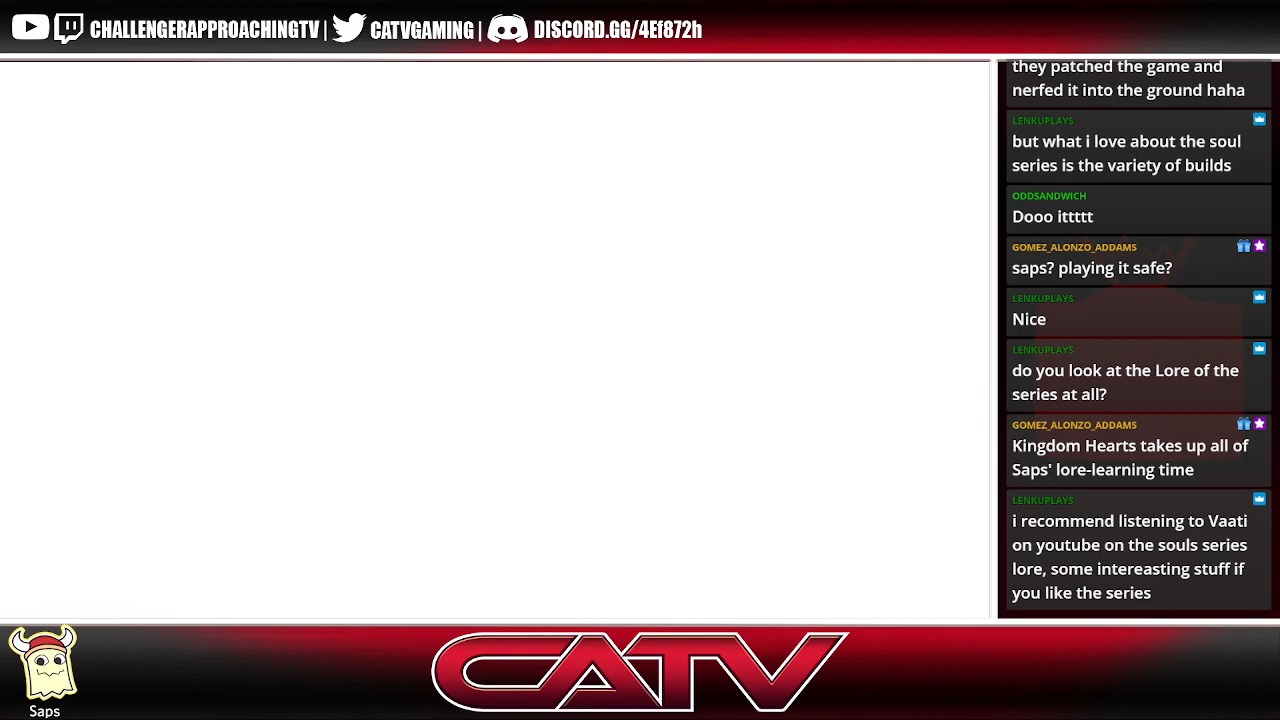 CHALLENGERAPPROACHINGTV | CATVGAMING | DISCORD.GG/4Ef872h
they patched the game and
nerfed it into the ground haha
LENKUPLAYS
but what i love about the soul
series is the variety of builds
ODDSANDWICH
Dooo ittttt
GOMEZ_ALONZO_ADDAMS
saps? playing it safe?
LENKUPLAYS
Nice
LENKUPLAYS
do you look at the Lore of the
series at all?
GOMEZ_ALONZO_ADDAMS
Kingdom Hearts takes up all of
Saps' lore-learning time
LENKUPLAYS
i recommend listening to Vaati
on youtube on the souls series
lore, some intereasting stuff if
you like the series
CATV
Saps